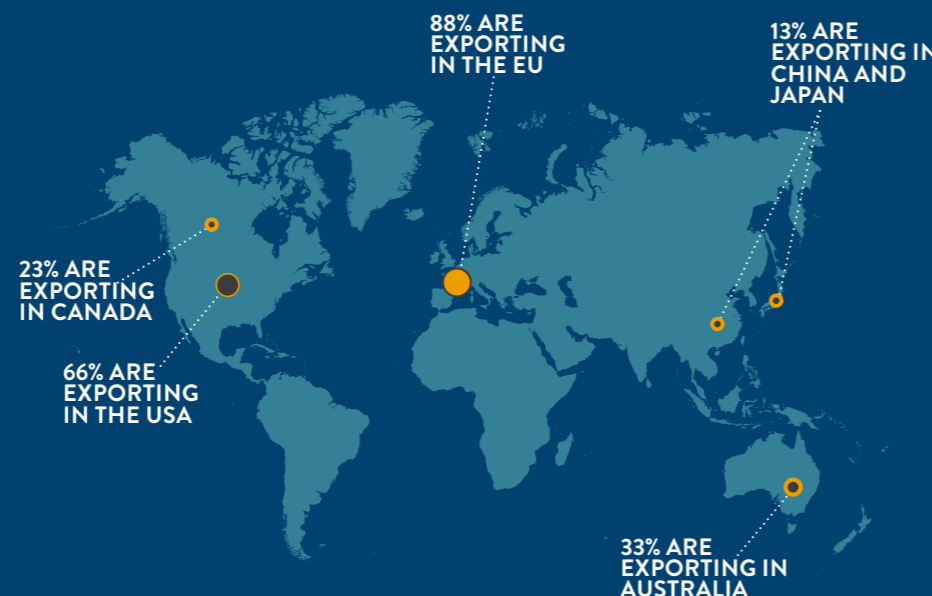 88% ARE
EXPORTING
IN THE EU
13% ARE
EXPORTING IN
CHINA AND
JAPAN
23% ARE
EXPORTING
IN CANADA
66% ARE
EXPORTING
IN THE USA
33% ARE
EXPORTING IN
AUSTRALIA